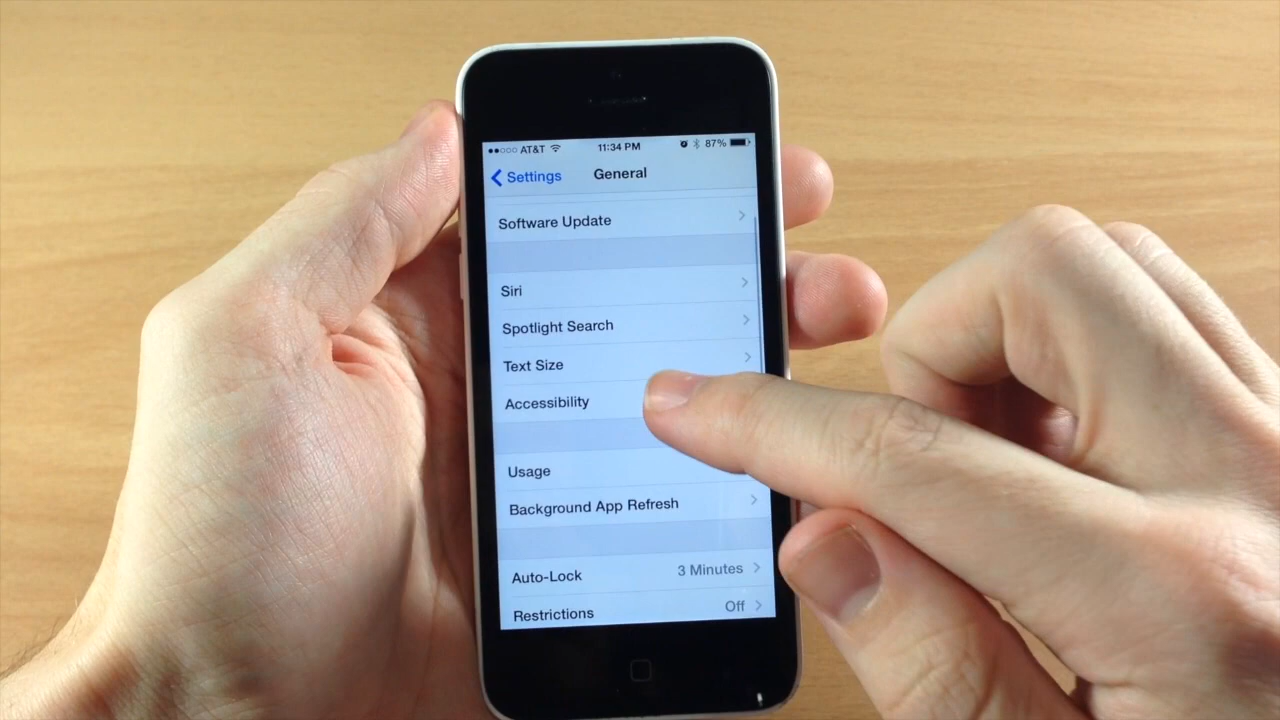 AT&T 11:34 PM 87%
Settings General
Software Update
Siri
Spotlight Search
Text Size
Accessibility
Usage
Background App Refresh
Auto-Lock 3 Minutes
Restrictions Off